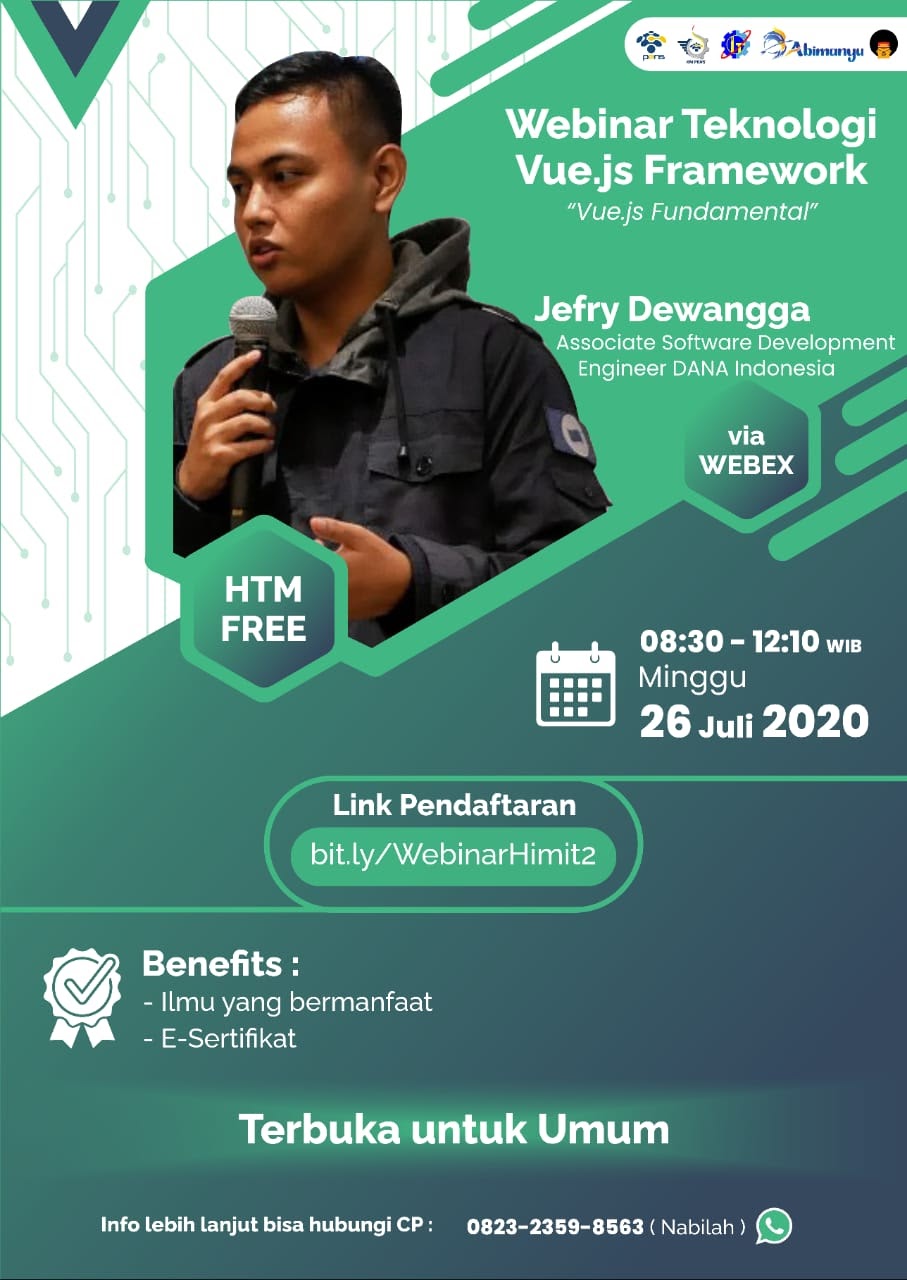 pens
Abimanyu
Webinar Teknologi
Vue.js Framework
“Vue.js Fundamental”
Jefry Dewangga
Associate Software Development
Engineer DANA Indonesia
via
WEBEX
HTM
FREE
08:30 - 12:10 WIB
Minggu
26 Juli 2020
Link Pendaftaran
bit.ly/WebinarHimit2
Benefits :
- Ilmu yang bermanfaat
- E-Sertifikat
Terbuka untuk Umum
Info lebih lanjut bisa hubungi CP : 0823-2359-8563 ( Nabilah )